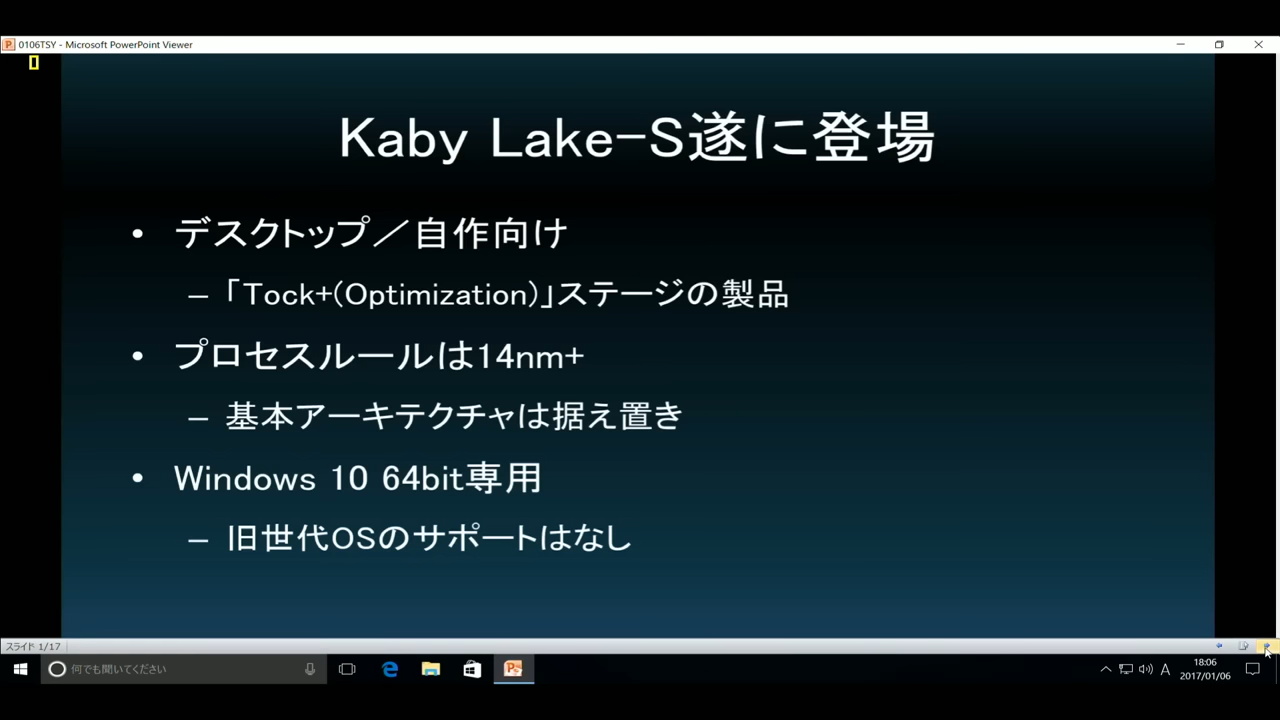 0106TSY - Microsoft PowerPoint Viewer
Kaby Lake-S遂に登場
• デスクトップ／自作向け
– 「Tock+(Optimization)」ステージの製品
• プロセスルールは14nm+
– 基本アーキテクチャは据え置き
• Windows 10 64bit専用
– 旧世代OSのサポートはなし
スライド 1/17
何でも聞いてください
A
18:06
2017/01/06